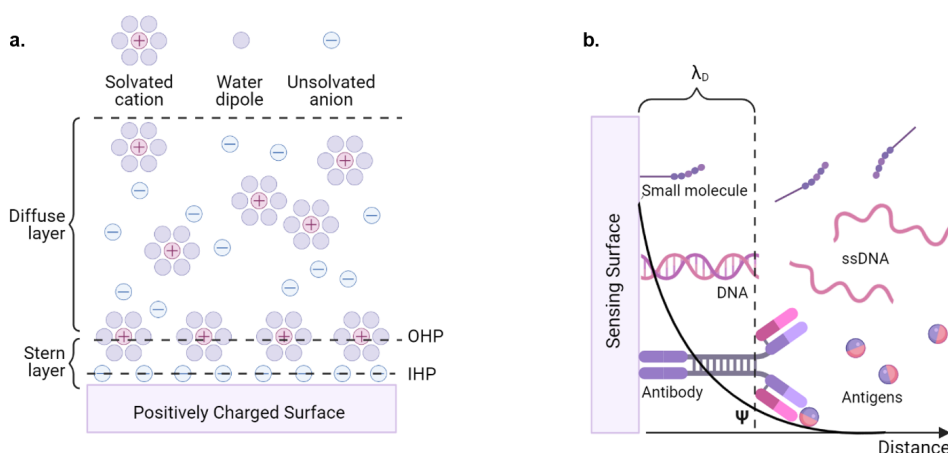 a.
Solvated
cation
Water
dipole
Unsolvated
anion
Diffuse
layer
Stern
layer
OHP
IHP
Positively Charged Surface
b.
λD
Sensing Surface
Small molecule
DNA
ssDNA
Antibody
Antigens
Ψ
Distance